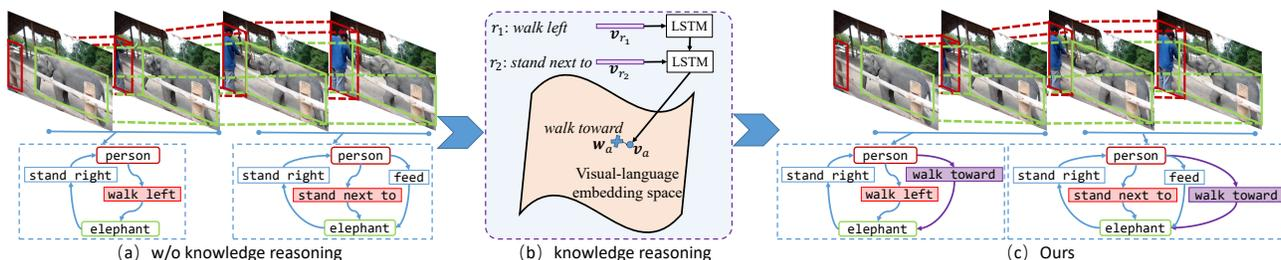 r₁: walk left
v_r₁
LSTM
r₂: stand next to
v_r₂
LSTM
walk toward
w_a
v_a
Visual-language
embedding space
person
stand right
walk left
elephant
person
stand right
feed
stand next to
elephant
person
stand right
walk toward
walk left
elephant
person
stand right
feed
stand next to
walk toward
elephant
(a) w/o knowledge reasoning
(b) knowledge reasoning
(c) Ours